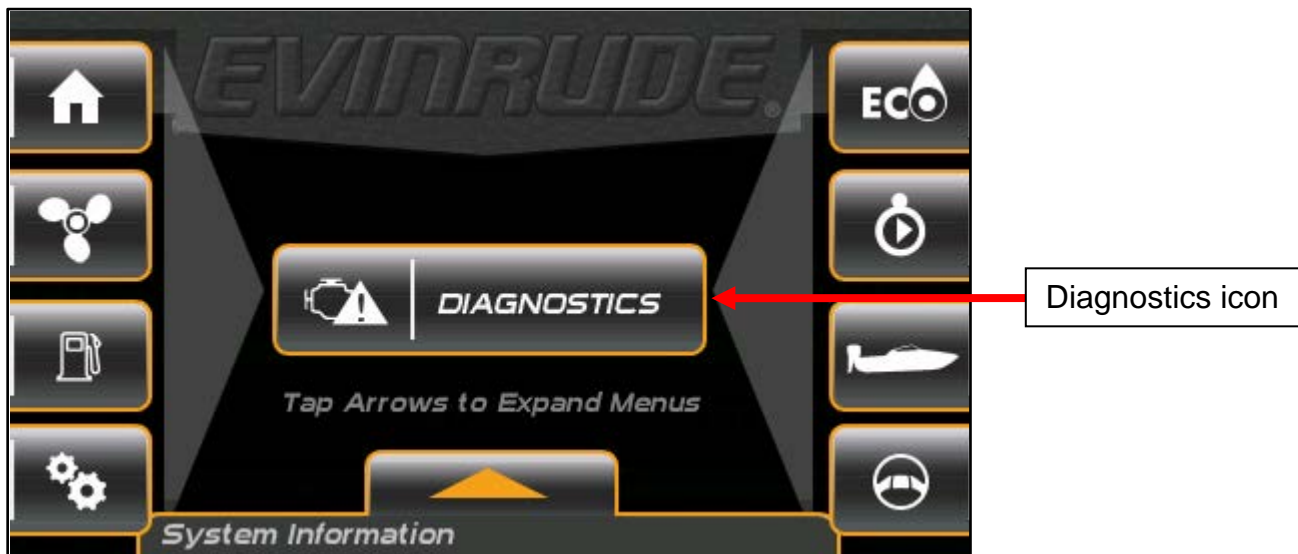 EVINRUDE®
ECO
DIAGNOSTICS
Diagnostics icon
Tap Arrows to Expand Menus
System Information